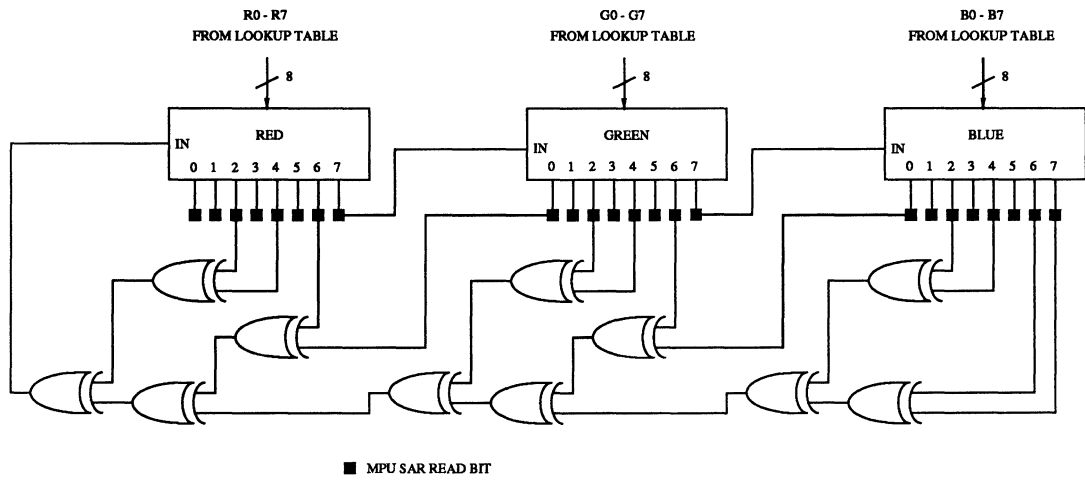 R0 - R7
FROM LOOKUP TABLE
G0 - G7
FROM LOOKUP TABLE
B0 - B7
FROM LOOKUP TABLE
8
8
8
RED
IN
0 1 2 3 4 5 6 7
GREEN
IN
0 1 2 3 4 5 6 7
BLUE
IN
0 1 2 3 4 5 6 7
MPU SAR READ BIT